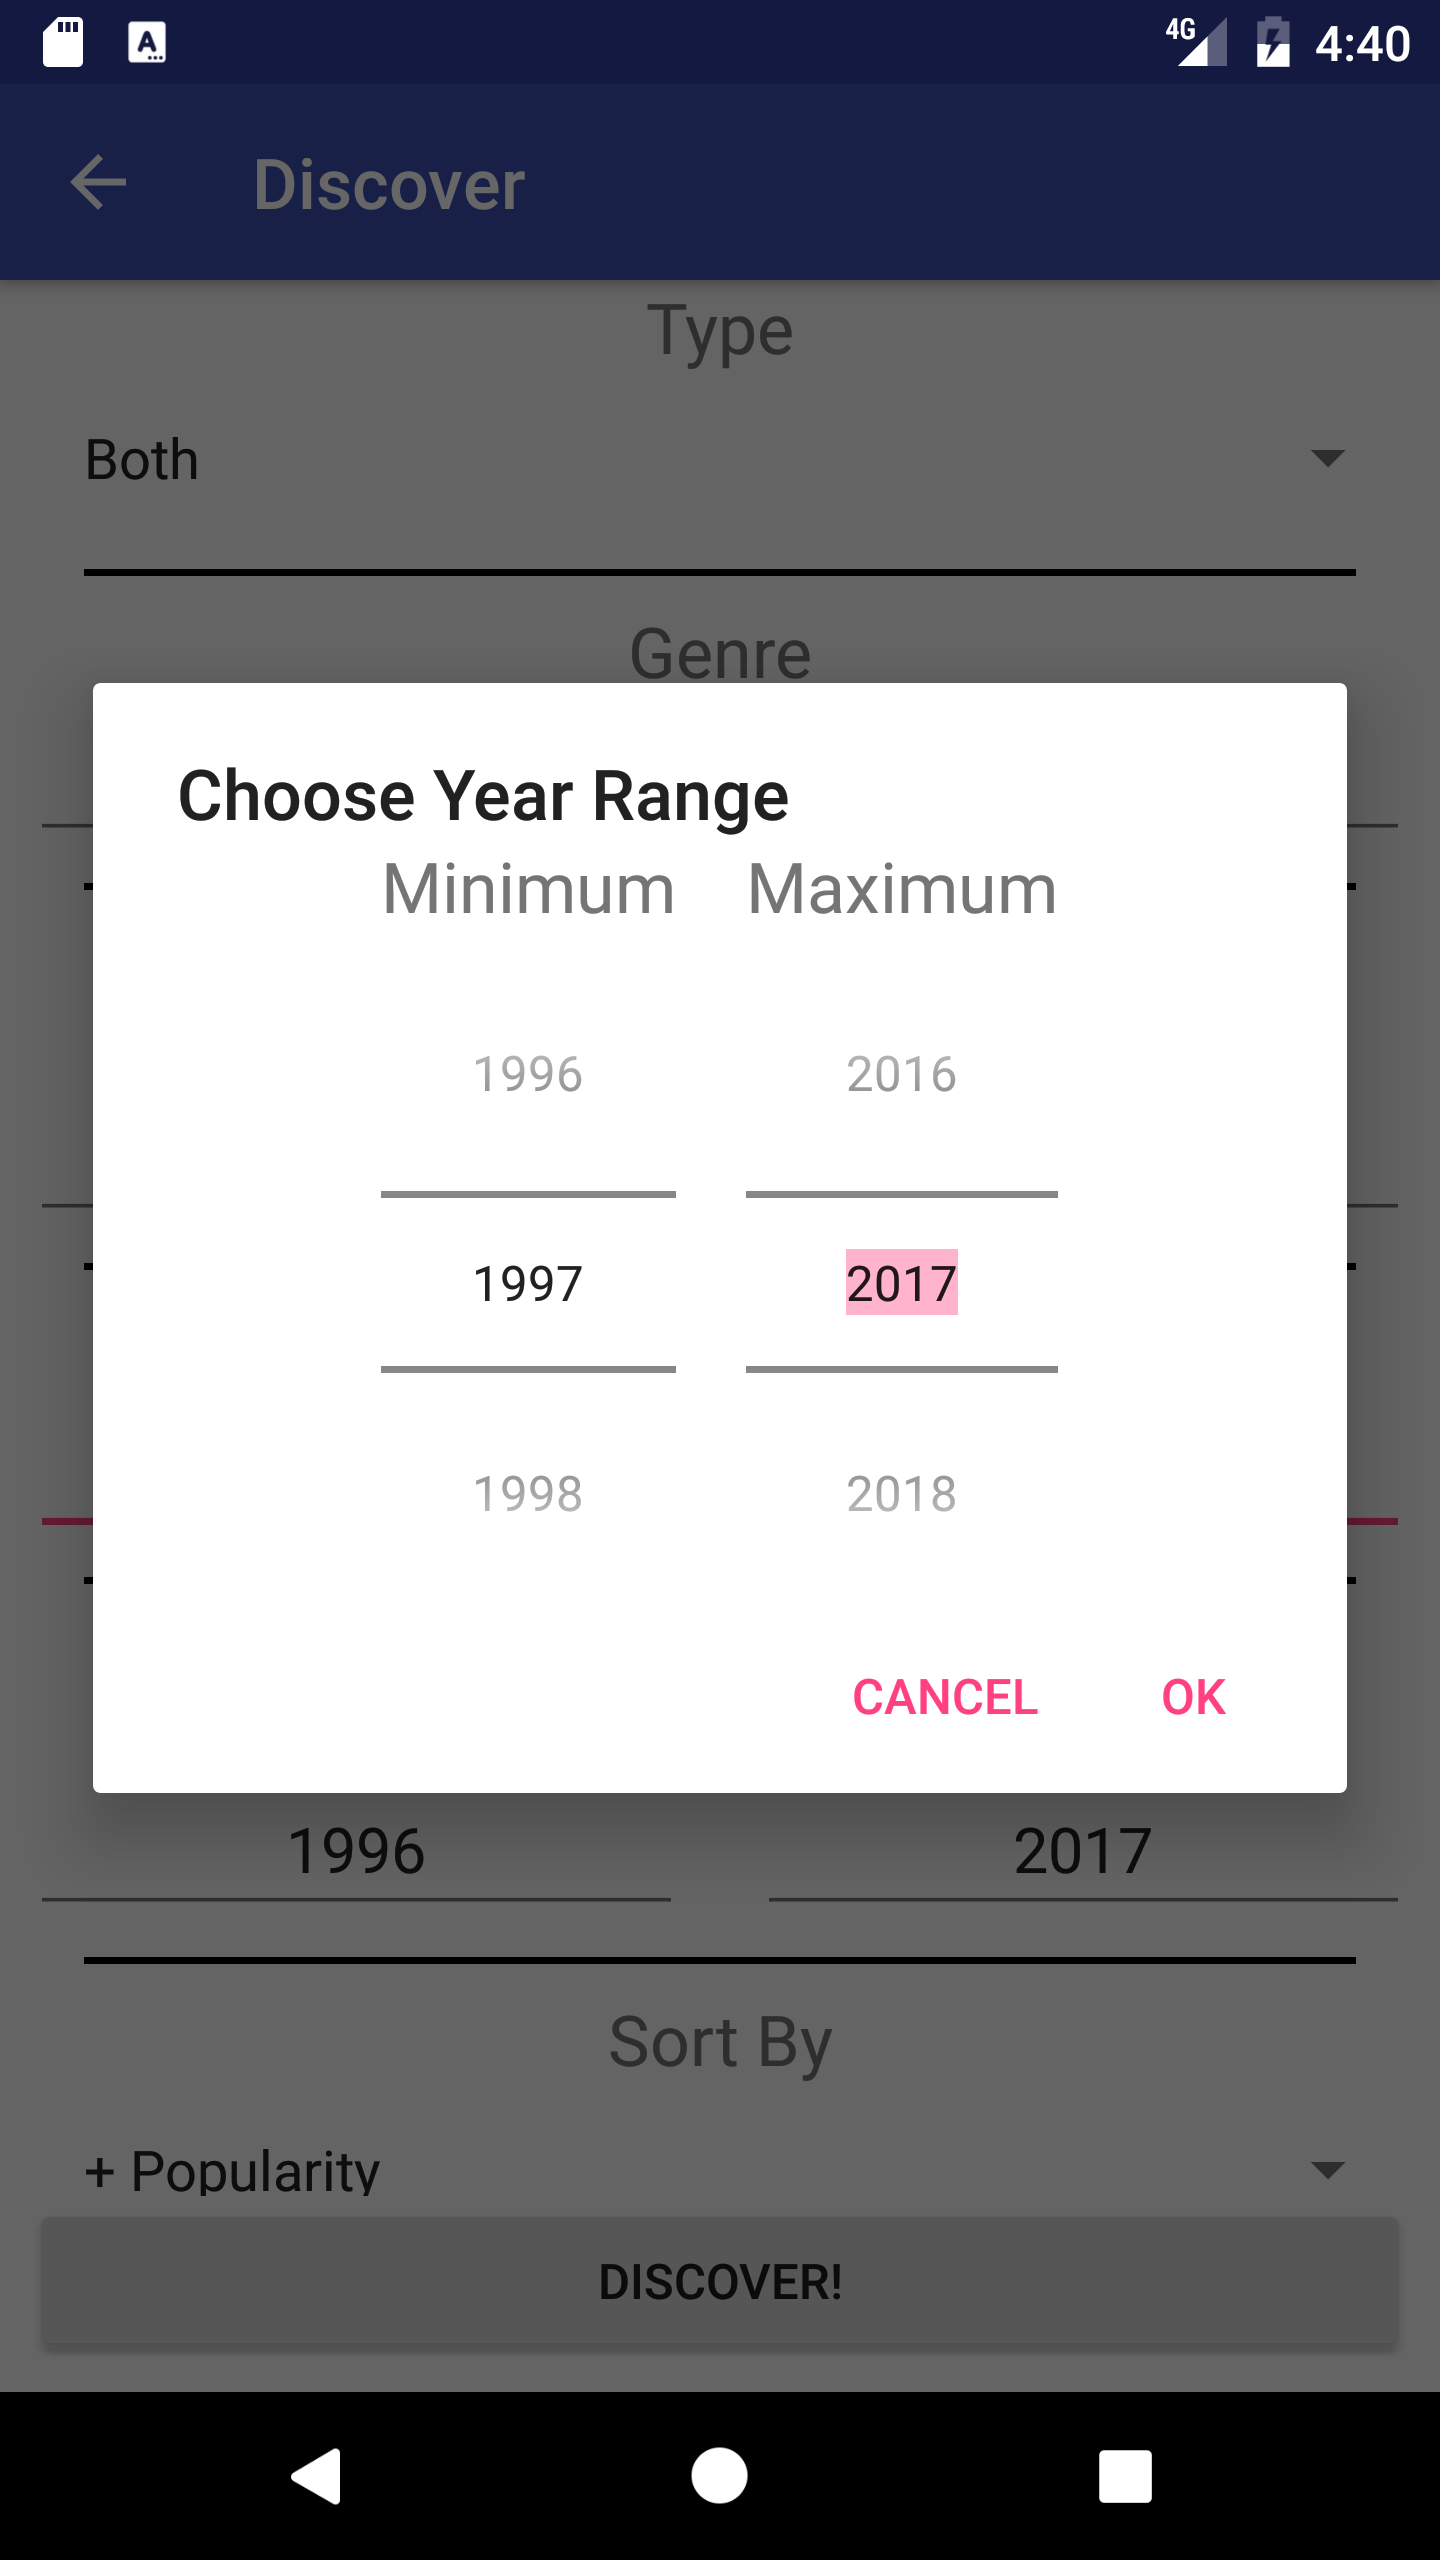 4G 4:40
Discover
Type
Both
Genre
Choose Year Range
Minimum Maximum
1996 2016
1997 2017
1998 2018
CANCEL OK
1996 2017
Sort By
+ Popularity
DISCOVER!